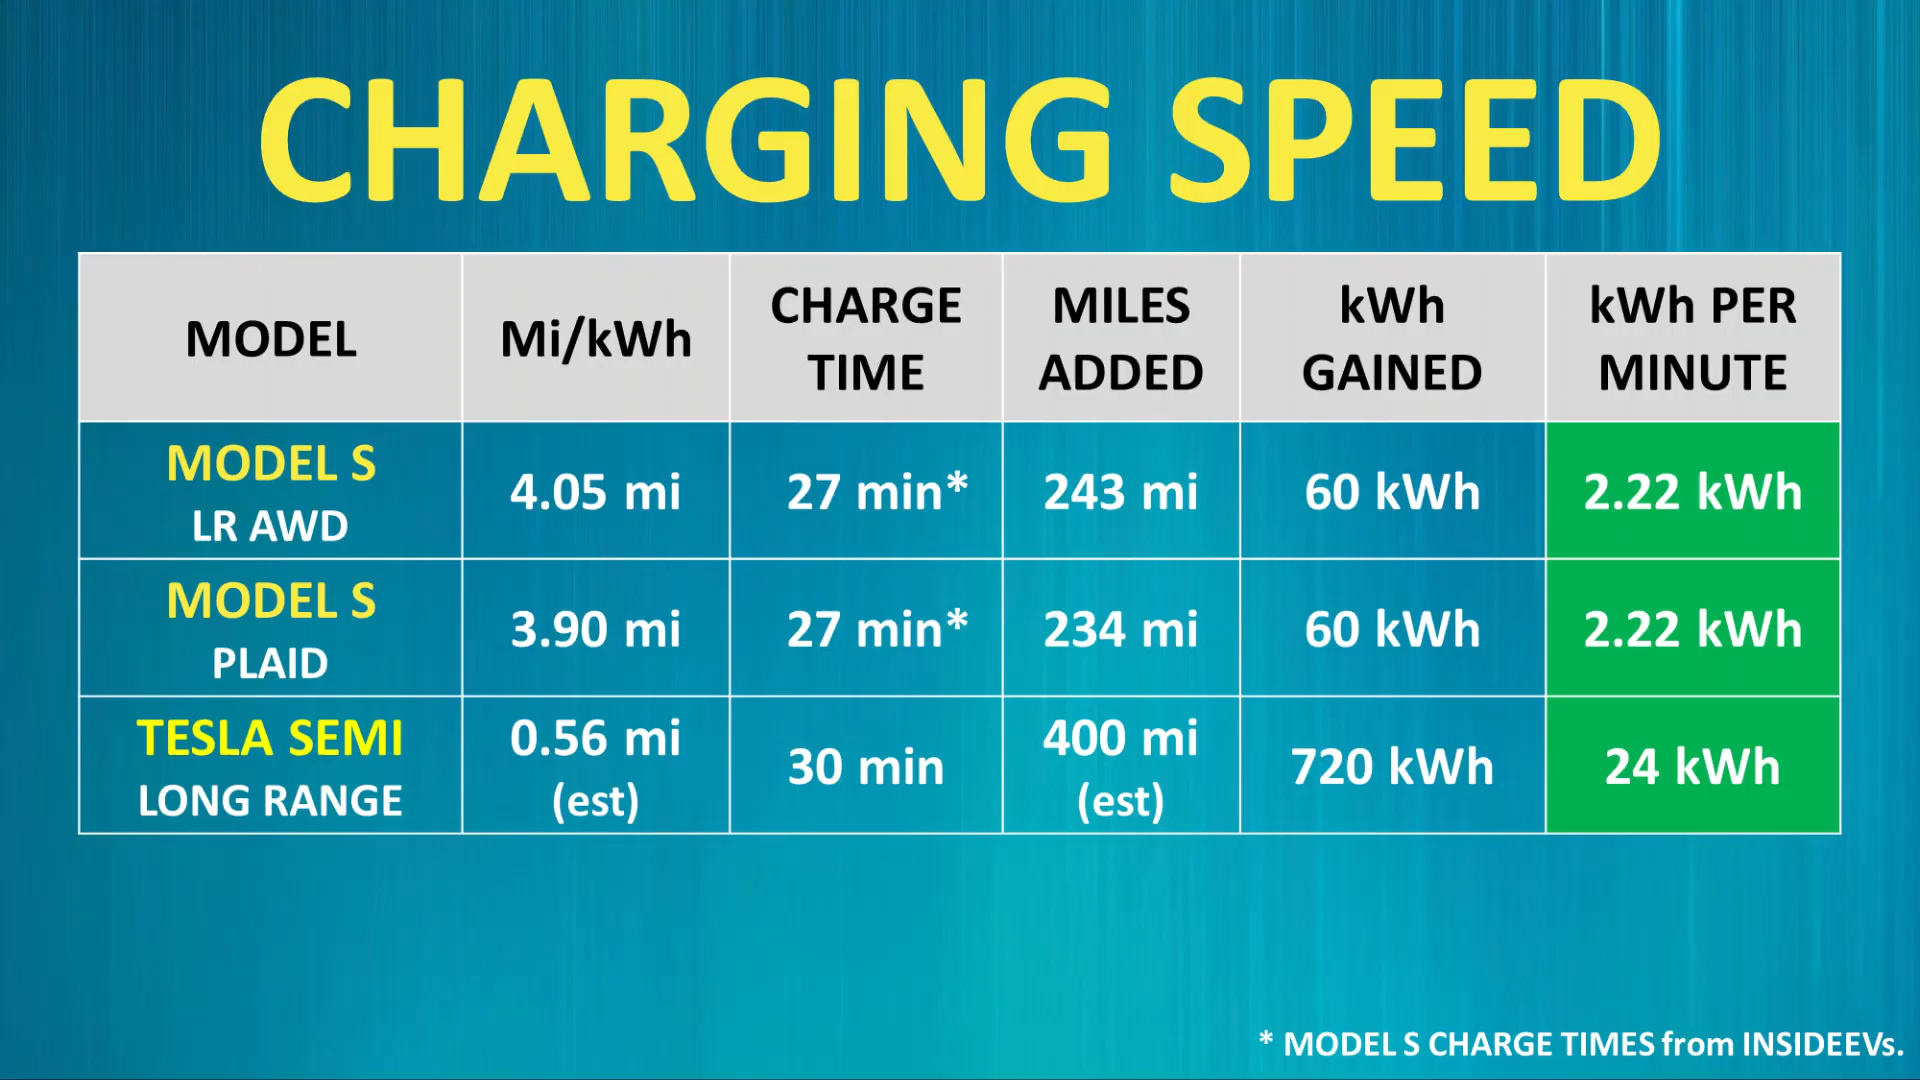 CHARGING SPEED
MODEL
Mi/kWh
CHARGE
TIME
MILES
ADDED
kWh
GAINED
kWh PER
MINUTE
MODEL S
LR AWD
4.05 mi
27 min*
243 mi
60 kWh
2.22 kWh
MODEL S
PLAID
3.90 mi
27 min*
234 mi
60 kWh
2.22 kWh
TESLA SEMI
LONG RANGE
0.56 mi
(est)
30 min
400 mi
(est)
720 kWh
24 kWh
* MODEL S CHARGE TIMES from INSIDEEVs.